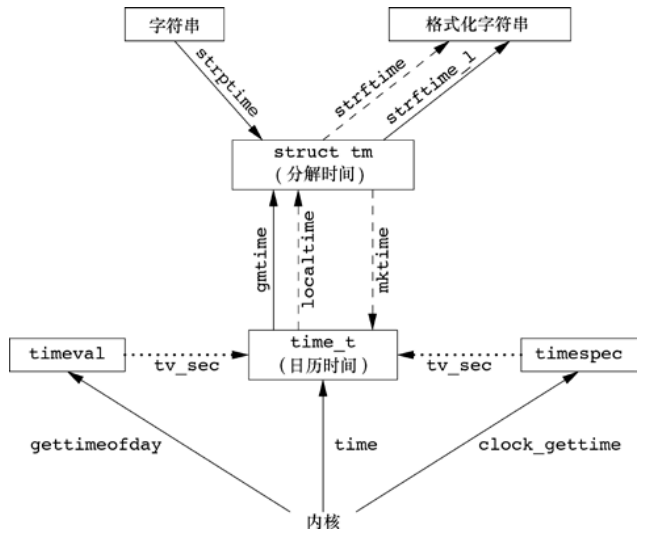 字符串
格式化字符串
strptime
strftime
strftime_l
struct tm
(分解时间)
gmtime
localtime
mktime
timeval
tv_sec
time_t
(日历时间)
tv_sec
timespec
gettimeofday
time
clock_gettime
内核